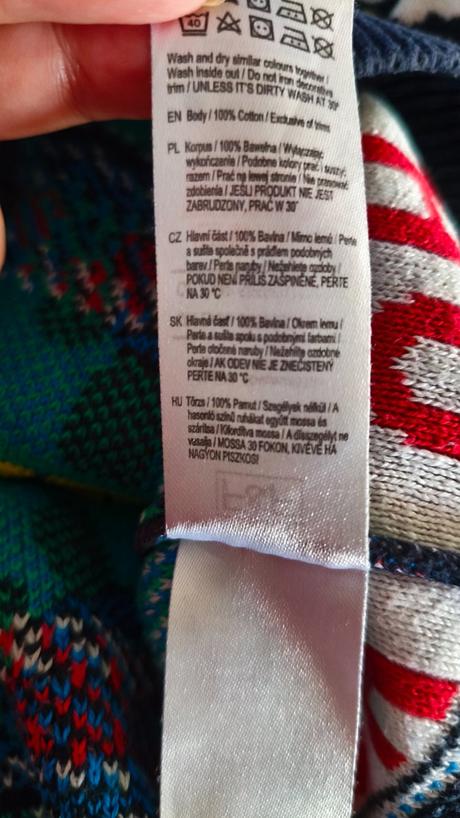 40
Wash and dry similar colours together /
Wash inside out / Do not iron decorative
trim / UNLESS IT'S DIRTY WASH AT 30°
EN Body / 100% Cotton / Exclusive of trims
PL Korpus / 100% Bawełna / Wyłączając
wykończenie / Podobne kolory prać i suszyć
razem / Prać na lewej stronie / Nie prasować
zdobienia / JEŚLI PRODUKT NIE JEST
ZABRUDZONY, PRAĆ W 30°
CZ Hlavní část / 100% Bavlna / Mimo lemů / Perte
a sušte společně s prádlem podobných
barev / Perte naruby / Nežehlete ozdoby /
POKUD NENÍ PŘÍLIŠ ZAŠPINĚNÉ, PERTE
NA 30 °C
SK Hlavná časť / 100% Bavlna / Okrem lemu /
Perte a sušte spolu s podobnými farbami /
Perte otočené naruby / Nežehlite ozdobné
okraje / AK ODEV NIE JE ZNEČISTENÝ
PERTE NA 30 °C
HU Törzs / 100% Pamut / Szegélyek nélkül / A
hasonló színű ruhákat együtt mossa és
szárítsa / Kifordítva mossa / A díszszegélyt ne
vasalja / MOSSA 30 FOKON, KIVÉVE HA
NAGYON PISZKOS!